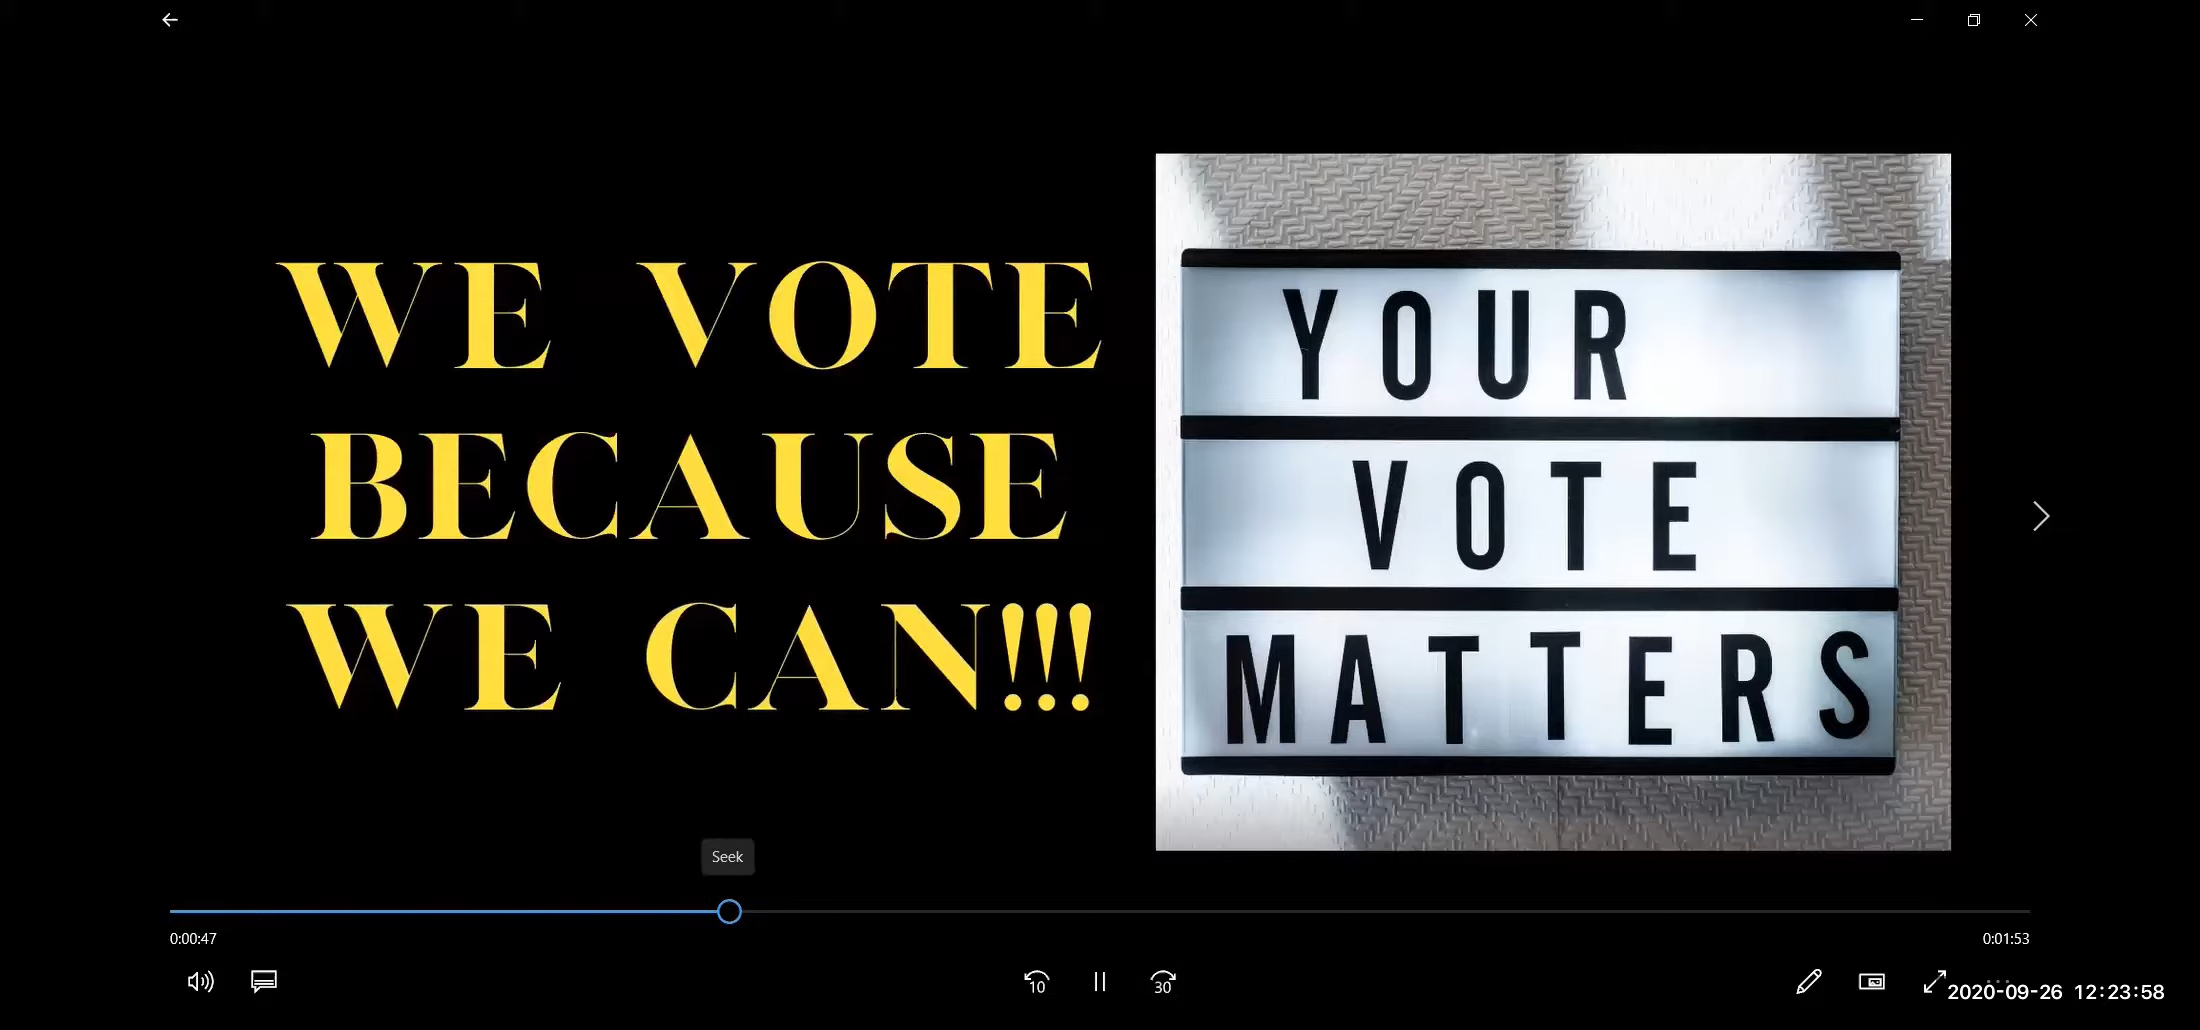 WE VOTE
BECAUSE
WE CAN!!!
YOUR
VOTE
MATTERS
Seek
0:00:47
0:01:53
10
30
2020-09-26 12:23:58